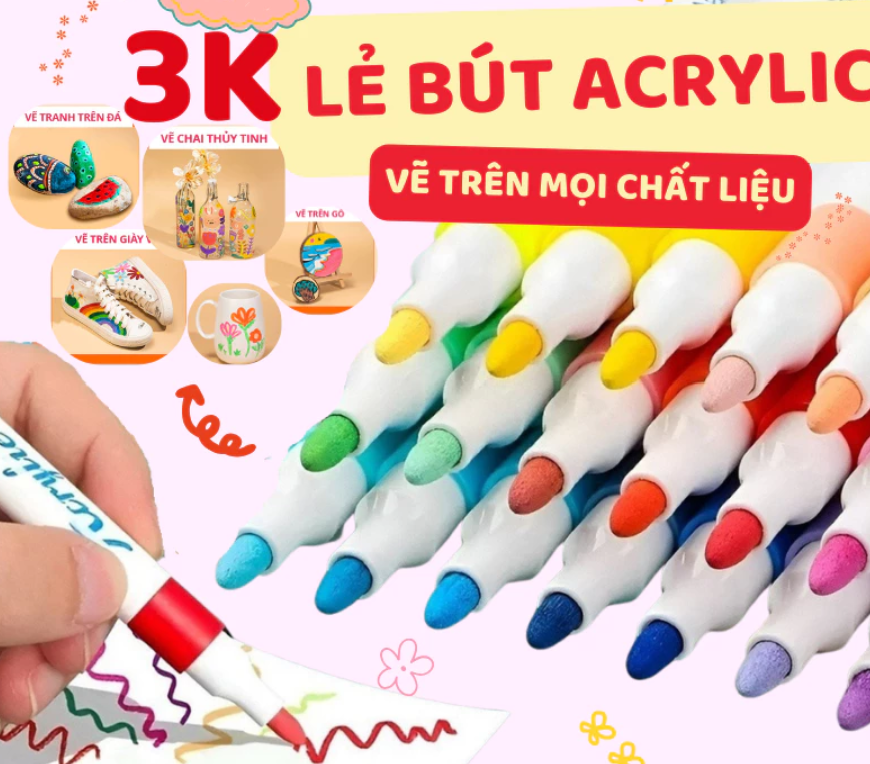 3K LẺ BÚT ACRYLIC
VẼ TRÊN MỌI CHẤT LIỆU
VẼ TRANH TRÊN ĐÁ
VẼ CHAI THỦY TINH
VẼ TRÊN GỖ
VẼ TRÊN GIÀY